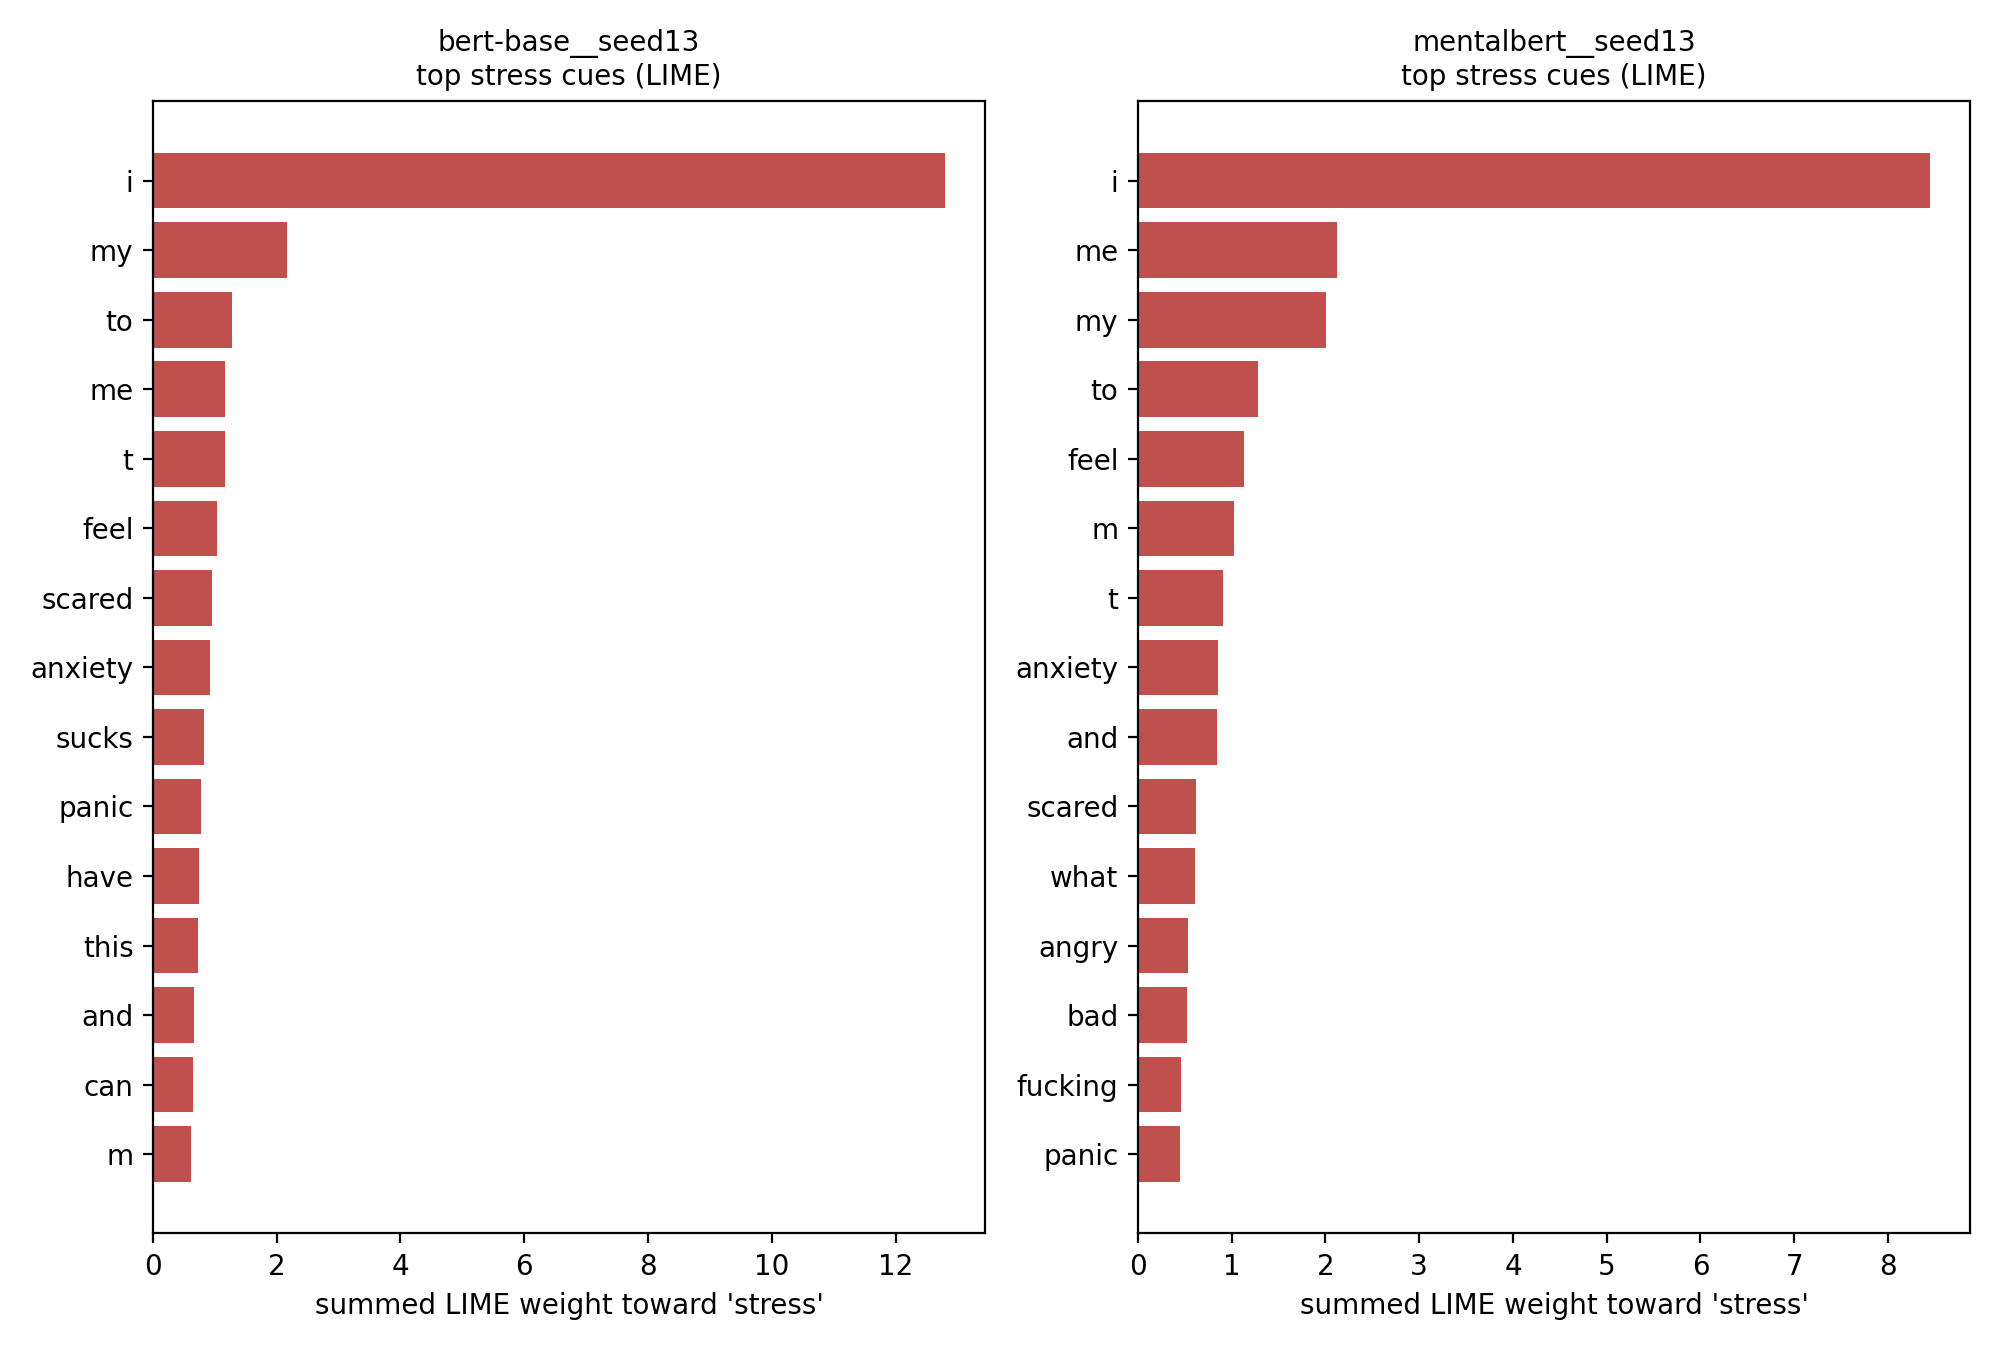 bert-base__seed13
top stress cues (LIME)
i
my
to
me
t
feel
scared
anxiety
sucks
panic
have
this
and
can
m
0 2 4 6 8 10 12
summed LIME weight toward 'stress'
mentalbert__seed13
top stress cues (LIME)
i
me
my
to
feel
m
t
anxiety
and
scared
what
angry
bad
fucking
panic
0 1 2 3 4 5 6 7 8
summed LIME weight toward 'stress'